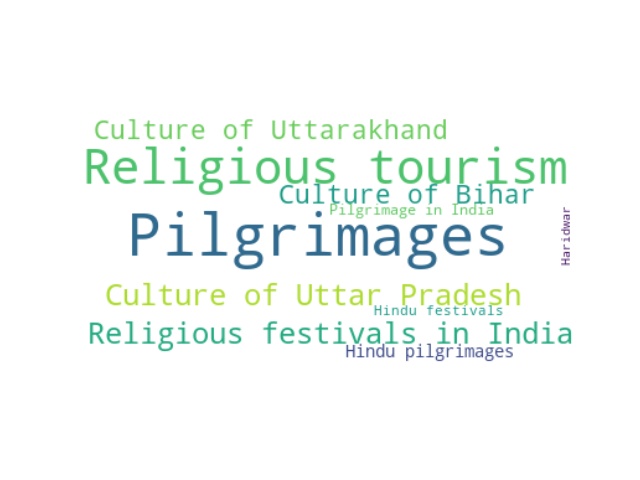 Culture of Uttarakhand
Religious tourism
Culture of Bihar
Pilgrimage in India
Haridwar
Pilgrimages
Culture of Uttar Pradesh
Hindu festivals
Religious festivals in India
Hindu pilgrimages